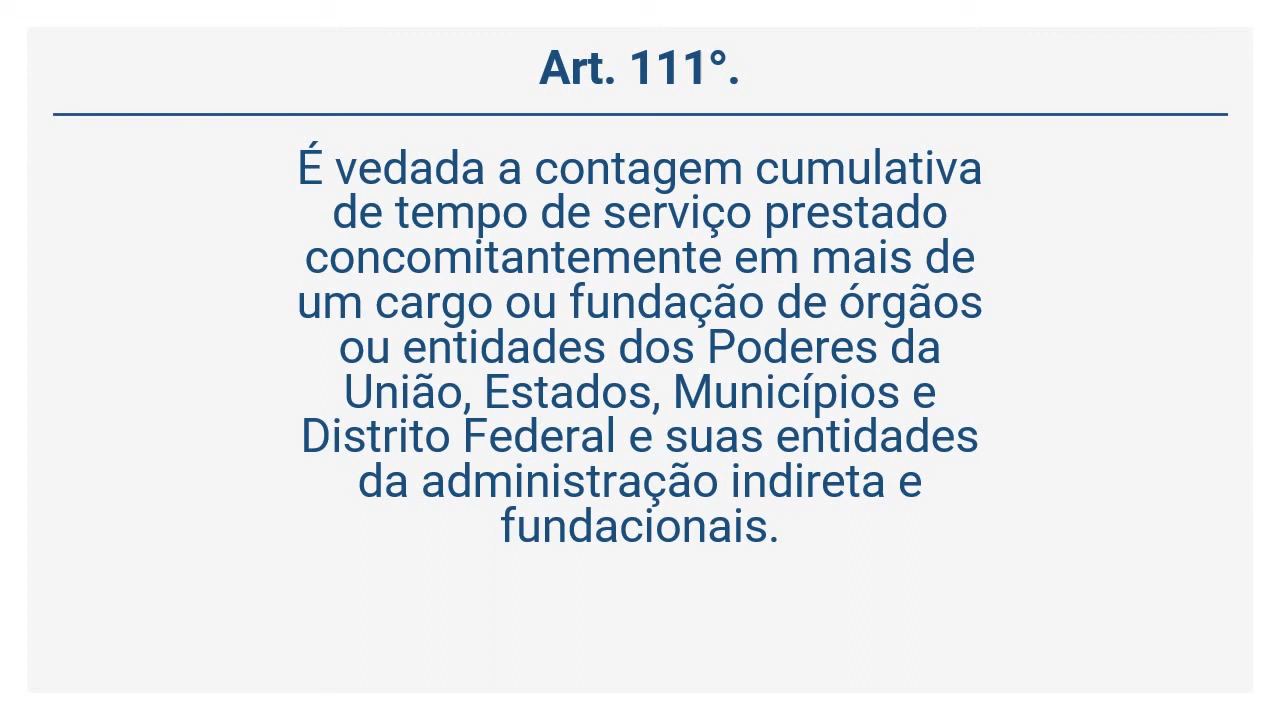 Art. 111°.
É vedada a contagem cumulativa
de tempo de serviço prestado
concomitantemente em mais de
um cargo ou fundação de órgãos
ou entidades dos Poderes da
União, Estados, Municípios e
Distrito Federal e suas entidades
da administração indireta e
fundacionais.